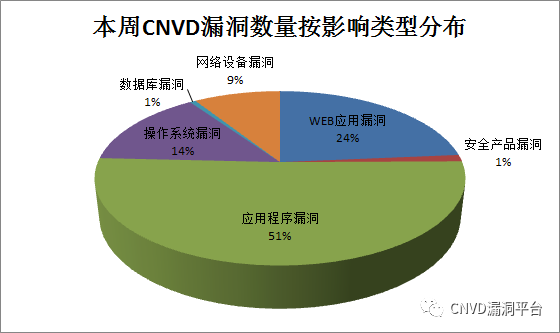 本周CNVD漏洞数量按影响类型分布
网络设备漏洞
9%
数据库漏洞
1%
操作系统漏洞
14%
WEB应用漏洞
24%
安全产品漏洞
1%
应用程序漏洞
51%
CNVD漏洞平台